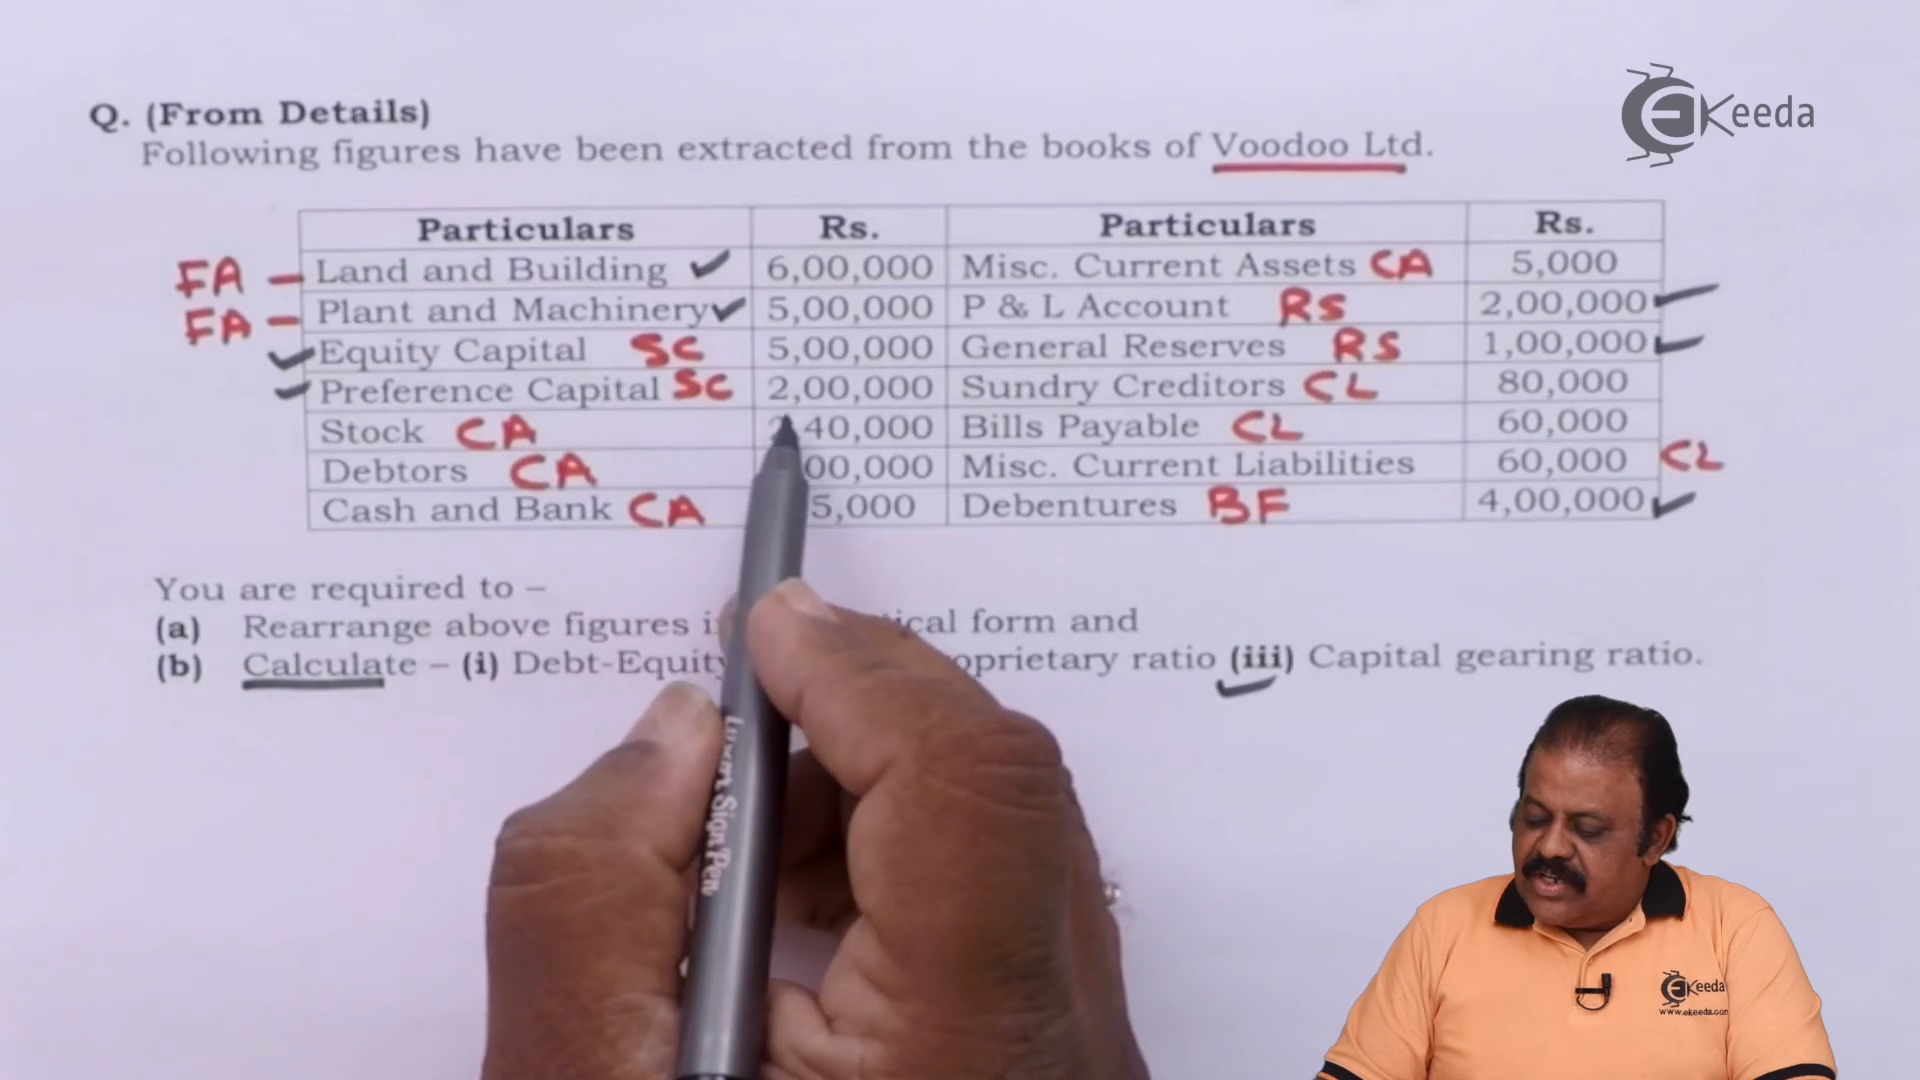 Keeda
Q. (From Details)
Following figures have been extracted from the books of Voodoo Ltd.
Particulars Rs. Particulars Rs.
FA – Land and Building ✓ 6,00,000 Misc. Current Assets CA 5,000
FA – Plant and Machinery ✓ 5,00,000 P & L Account RS 2,00,000 ✓
✓ Equity Capital SC 5,00,000 General Reserves RS 1,00,000 ✓
✓ Preference Capital SC 2,00,000 Sundry Creditors CL 80,000
Stock CA 40,000 Bills Payable CL 60,000
Debtors CA 00,000 Misc. Current Liabilities 60,000 CL
Cash and Bank CA 5,000 Debentures BF 4,00,000 ✓
You are required to –
(a) Rearrange above figures ical form and
(b) Calculate – (i) Debt-Equity oprietary ratio (iii) Capital gearing ratio.
Luxor Sign Pen
Keeda
www.ekeeda.com